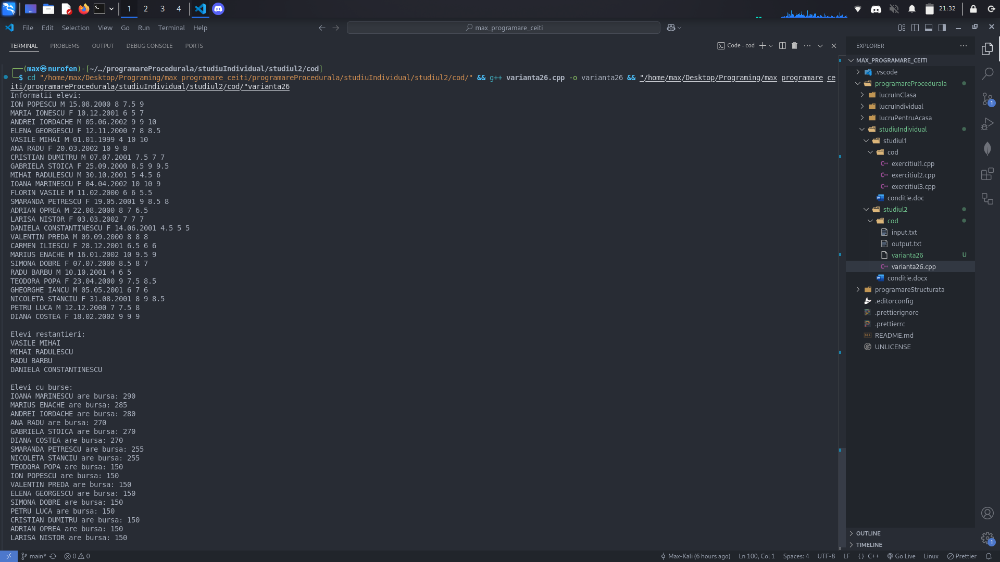 1 2 3 4 21:32
File Edit Selection View Go Run Terminal Help max_programare_ceiti
TERMINAL PROBLEMS OUTPUT DEBUG CONSOLE PORTS Code - cod
┌──(max㉿nurofen)-[~/…/programareProcedurala/studiuIndividual/studiul2/cod]
└─$ cd "/home/max/Desktop/Programing/max_programare_ceiti/programareProcedurala/studiuIndividual/studiul2/cod/" && g++ varianta26.cpp -o varianta26 && "/home/max/Desktop/Programing/max_programare_ce
iti/programareProcedurala/studiuIndividual/studiul2/cod/"varianta26
Informatii elevi:
ION POPESCU M 15.08.2000 8 7.5 9
MARIA IONESCU F 10.12.2001 6 5 7
ANDREI IORDACHE M 05.06.2002 9 9 10
ELENA GEORGESCU F 12.11.2000 7 8 8.5
VASILE MIHAI M 01.01.1999 4 10 10
ANA RADU F 20.03.2002 10 9 8
CRISTIAN DUMITRU M 07.07.2001 7.5 7 7
GABRIELA STOICA F 25.09.2000 8.5 9 9.5
MIHAI RADULESCU M 30.10.2001 5 4.5 6
IOANA MARINESCU F 04.04.2002 10 10 9
FLORIN VASILE M 11.02.2000 6 6 5.5
SMARANDA PETRESCU F 19.05.2001 9 8.5 8
ADRIAN OPREA M 22.08.2000 8 7 6.5
LARISA NISTOR F 03.03.2002 7 7 7
DANIELA CONSTANTINESCU F 14.06.2001 4.5 5 5
VALENTIN PREDA M 09.09.2000 8 8 8
CARMEN ILIESCU F 28.12.2001 6.5 6 6
MARIUS ENACHE M 16.01.2002 10 9.5 9
SIMONA DOBRE F 07.07.2000 8.5 8 7
RADU BARBU M 10.10.2001 4 6 5
TEODORA POPA F 23.04.2000 9 7.5 8.5
GHEORGHE IANCU M 05.05.2001 6 7 6
NICOLETA STANCIU F 31.08.2001 8 9 8.5
PETRU LUCA M 12.12.2000 7 7.5 8
DIANA COSTEA F 18.02.2002 9 9 9
Elevi restantieri:
VASILE MIHAI
MIHAI RADULESCU
RADU BARBU
DANIELA CONSTANTINESCU
Elevi cu burse:
IOANA MARINESCU are bursa: 290
MARIUS ENACHE are bursa: 285
ANDREI IORDACHE are bursa: 280
ANA RADU are bursa: 270
GABRIELA STOICA are bursa: 270
DIANA COSTEA are bursa: 270
SMARANDA PETRESCU are bursa: 255
NICOLETA STANCIU are bursa: 255
TEODORA POPA are bursa: 150
ION POPESCU are bursa: 150
VALENTIN PREDA are bursa: 150
ELENA GEORGESCU are bursa: 150
SIMONA DOBRE are bursa: 150
PETRU LUCA are bursa: 150
CRISTIAN DUMITRU are bursa: 150
ADRIAN OPREA are bursa: 150
LARISA NISTOR are bursa: 150
EXPLORER
MAX_PROGRAMARE_CEITI
.vscode
programareProcedurala
lucruInClasa
lucruIndividual
lucruPentruAcasa
studiuIndividual
studiul1
cod
exercitiul1.cpp
exercitiul2.cpp
exercitiul3.cpp
conditie.doc
studiul2
cod
input.txt
output.txt
varianta26 U
varianta26.cpp
conditie.docx
programareStructurata
.editorconfig
.prettierignore
.prettierrc
README.md
UNLICENSE
OUTLINE
TIMELINE
1
1
main* 0 0 Max-Kali (6 hours ago) Ln 100, Col 1 Spaces: 4 UTF-8 LF {} C++ Go Live Linux Prettier